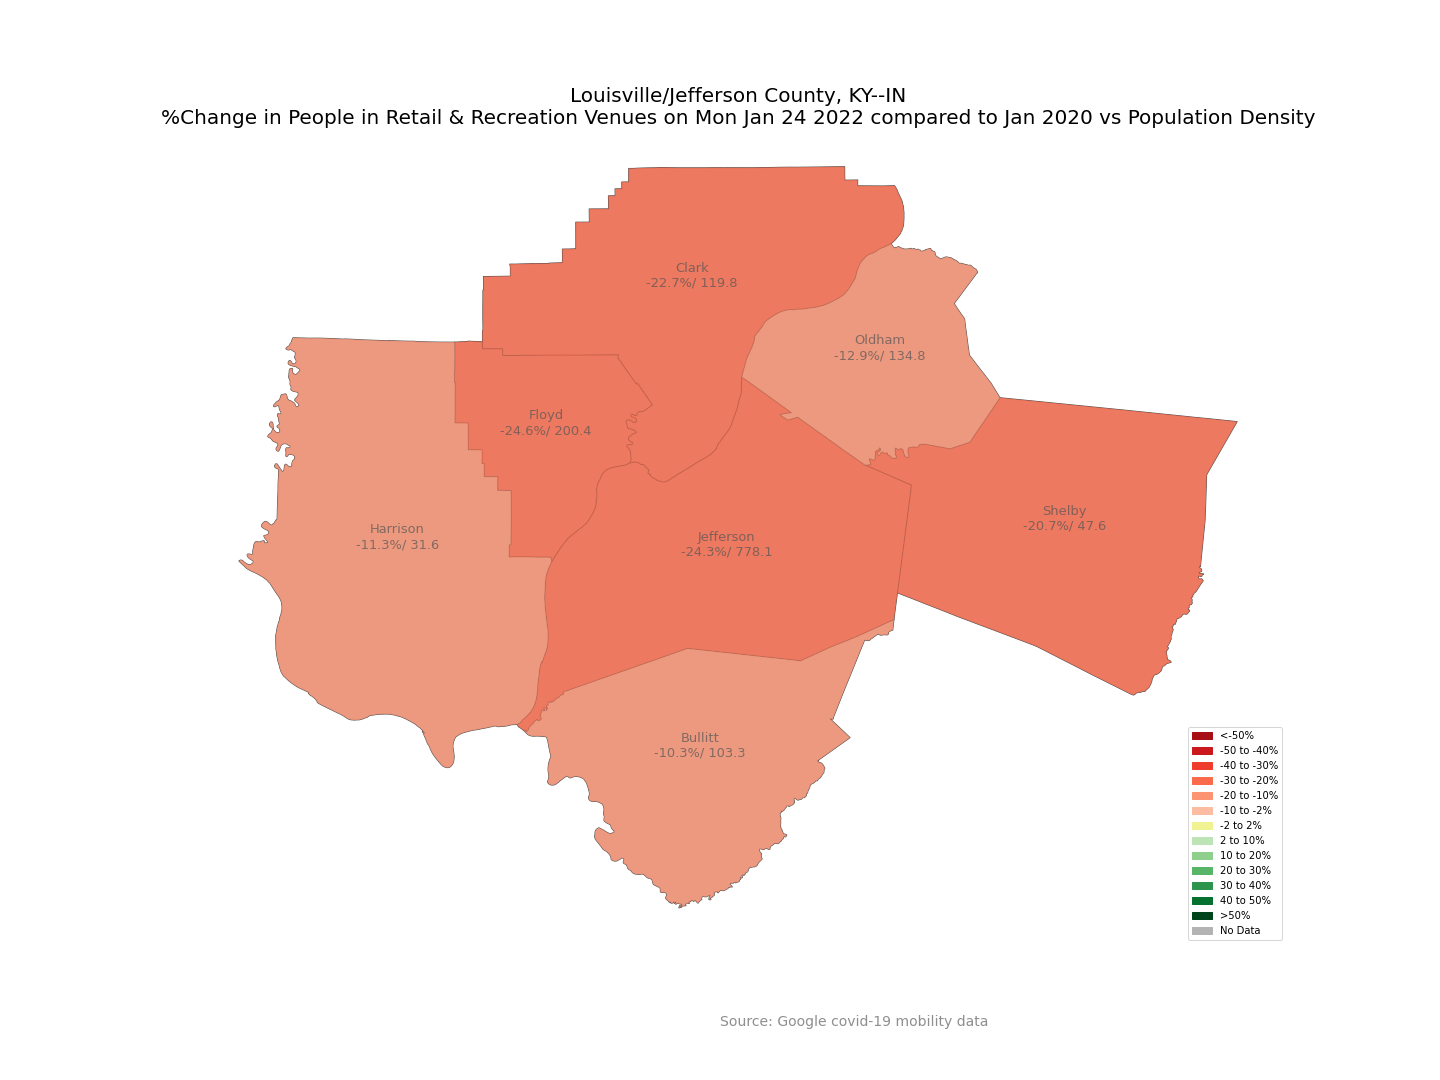 Louisville/Jefferson County, KY--IN
%Change in People in Retail & Recreation Venues on Mon Jan 24 2022 compared to Jan 2020 vs Population Density
Clark
-22.7%/ 119.8
Oldham
-12.9%/ 134.8
Floyd
-24.6%/ 200.4
Shelby
-20.7%/ 47.6
Harrison
-11.3%/ 31.6
Jefferson
-24.3%/ 778.1
Bullitt
-10.3%/ 103.3
<-50%
-50 to -40%
-40 to -30%
-30 to -20%
-20 to -10%
-10 to -2%
-2 to 2%
2 to 10%
10 to 20%
20 to 30%
30 to 40%
40 to 50%
>50%
No Data
Source: Google covid-19 mobility data